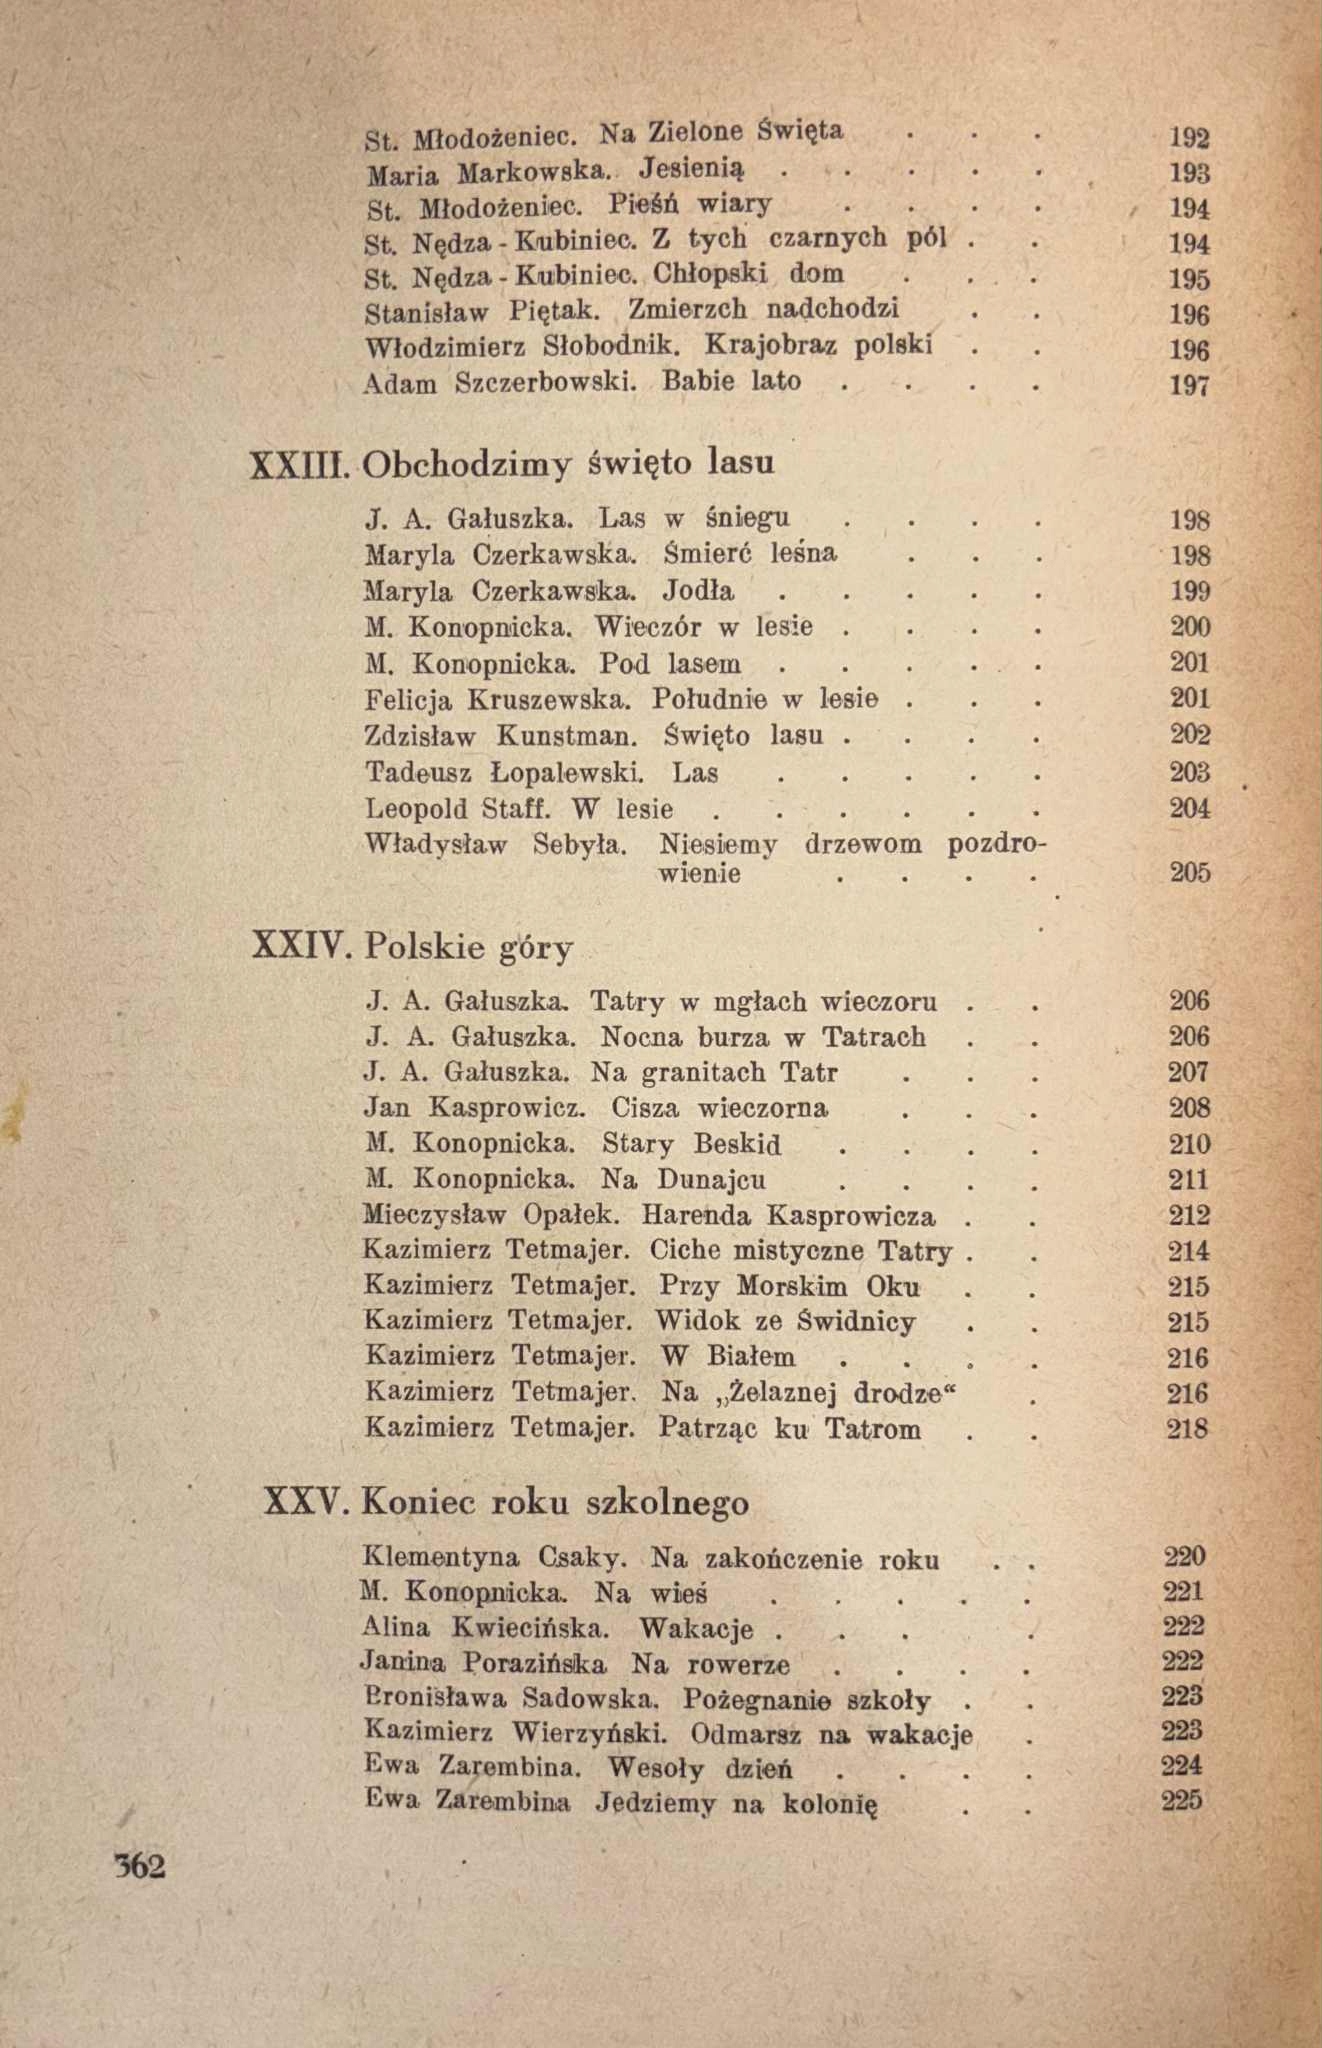 St. Młodożeniec. Na Zielone Święta . . . 192
Maria Markowska. Jesienią . . . . . 193
St. Młodożeniec. Pieśń wiary . . . . 194
St. Nędza - Kubiniec. Z tych czarnych pól . . 194
St. Nędza - Kubiniec. Chłopski dom . . . 195
Stanisław Piętak. Zmierzch nadchodzi . . 196
Włodzimierz Słobodnik. Krajobraz polski . . 196
Adam Szczerbowski. Babie lato . . . . 197
XXIII. Obchodzimy święto lasu
J. A. Gałuszka. Las w śniegu . . . . 198
Maryla Czerkawska. Śmierć leśna . . . 198
Maryla Czerkawska. Jodła . . . . . 199
M. Konopnicka. Wieczór w lesie . . . . 200
M. Konopnicka. Pod lasem . . . . . 201
Felicja Kruszewska. Południe w lesie . . . 201
Zdzisław Kunstman. Święto lasu . . . . 202
Tadeusz Łopalewski. Las . . . . . 203
Leopold Staff. W lesie . . . . . . 204
Władysław Sebyła. Niesiemy drzewom pozdro-
wienie . . . . 205
XXIV. Polskie góry
J. A. Gałuszka. Tatry w mgłach wieczoru . . 206
J. A. Gałuszka. Nocna burza w Tatrach . . 206
J. A. Gałuszka. Na granitach Tatr . . . 207
Jan Kasprowicz. Cisza wieczorna . . . 208
M. Konopnicka. Stary Beskid . . . . 210
M. Konopnicka. Na Dunajcu . . . . 211
Mieczysław Opałek. Harenda Kasprowicza . . 212
Kazimierz Tetmajer. Ciche mistyczne Tatry . . 214
Kazimierz Tetmajer. Przy Morskim Oku . . 215
Kazimierz Tetmajer. Widok ze Świdnicy . . 215
Kazimierz Tetmajer. W Białem . . . . 216
Kazimierz Tetmajer. Na „Żelaznej drodze“ . 216
Kazimierz Tetmajer. Patrząc ku Tatrom . . 218
XXV. Koniec roku szkolnego
Klementyna Csaky. Na zakończenie roku . . 220
M. Konopnicka. Na wieś . . . . . 221
Alina Kwiecińska. Wakacje . . . . 222
Janina Porazińska Na rowerze . . . . 222
Bronisława Sadowska. Pożegnanie szkoły . . 223
Kazimierz Wierzyński. Odmarsz na wakacje . 223
Ewa Zarembina. Wesoły dzień . . . . 224
Ewa Zarembina Jedziemy na kolonię . . 225
362